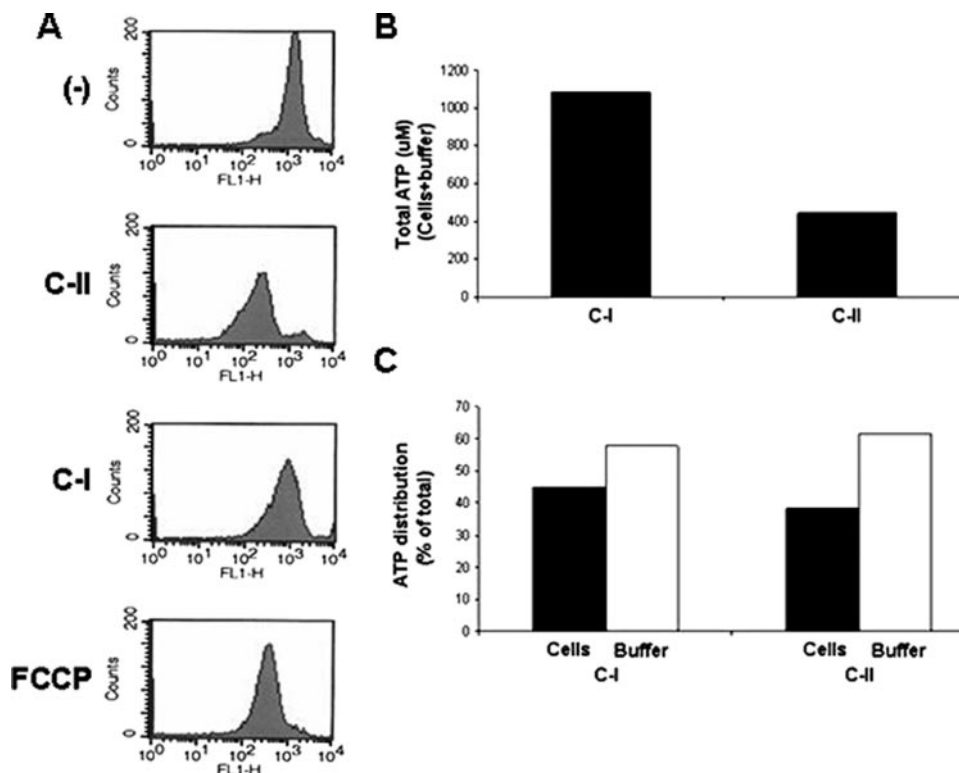 A
(-)
200
Counts
0
10^0 10^1 10^2 10^3 10^4
FL1-H
C-II
200
Counts
0
10^0 10^1 10^2 10^3 10^4
FL1-H
C-I
200
Counts
0
10^0 10^1 10^2 10^3 10^4
FL1-H
FCCP
200
Counts
0
10^0 10^1 10^2 10^3 10^4
FL1-H
B
Total ATP (uM)
(Cells+buffer)
1200
1000
800
600
400
200
0
C-I C-II
C
ATP distribution
(% of total)
70
60
50
40
30
20
10
0
Cells Buffer Cells Buffer
C-I C-II